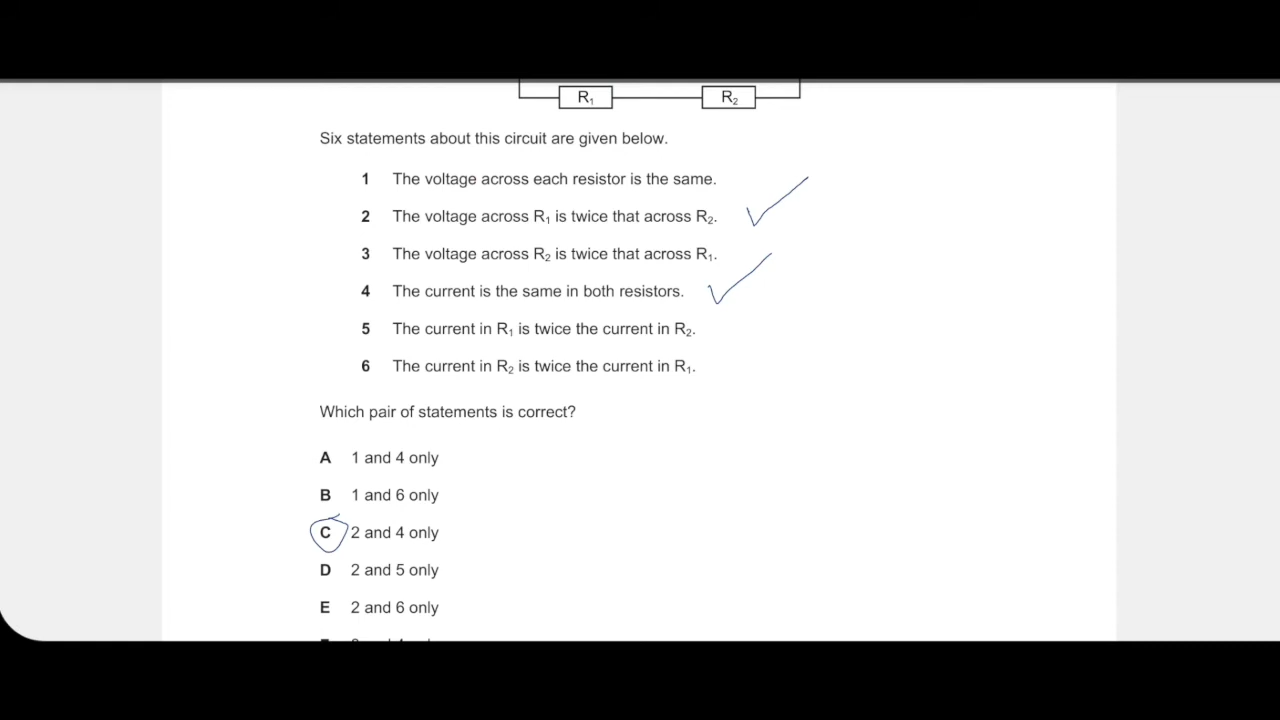 R1 R2
Six statements about this circuit are given below.
1 The voltage across each resistor is the same.
2 The voltage across R1 is twice that across R2.
3 The voltage across R2 is twice that across R1.
4 The current is the same in both resistors.
5 The current in R1 is twice the current in R2.
6 The current in R2 is twice the current in R1.
Which pair of statements is correct?
A 1 and 4 only
B 1 and 6 only
C 2 and 4 only
D 2 and 5 only
E 2 and 6 only